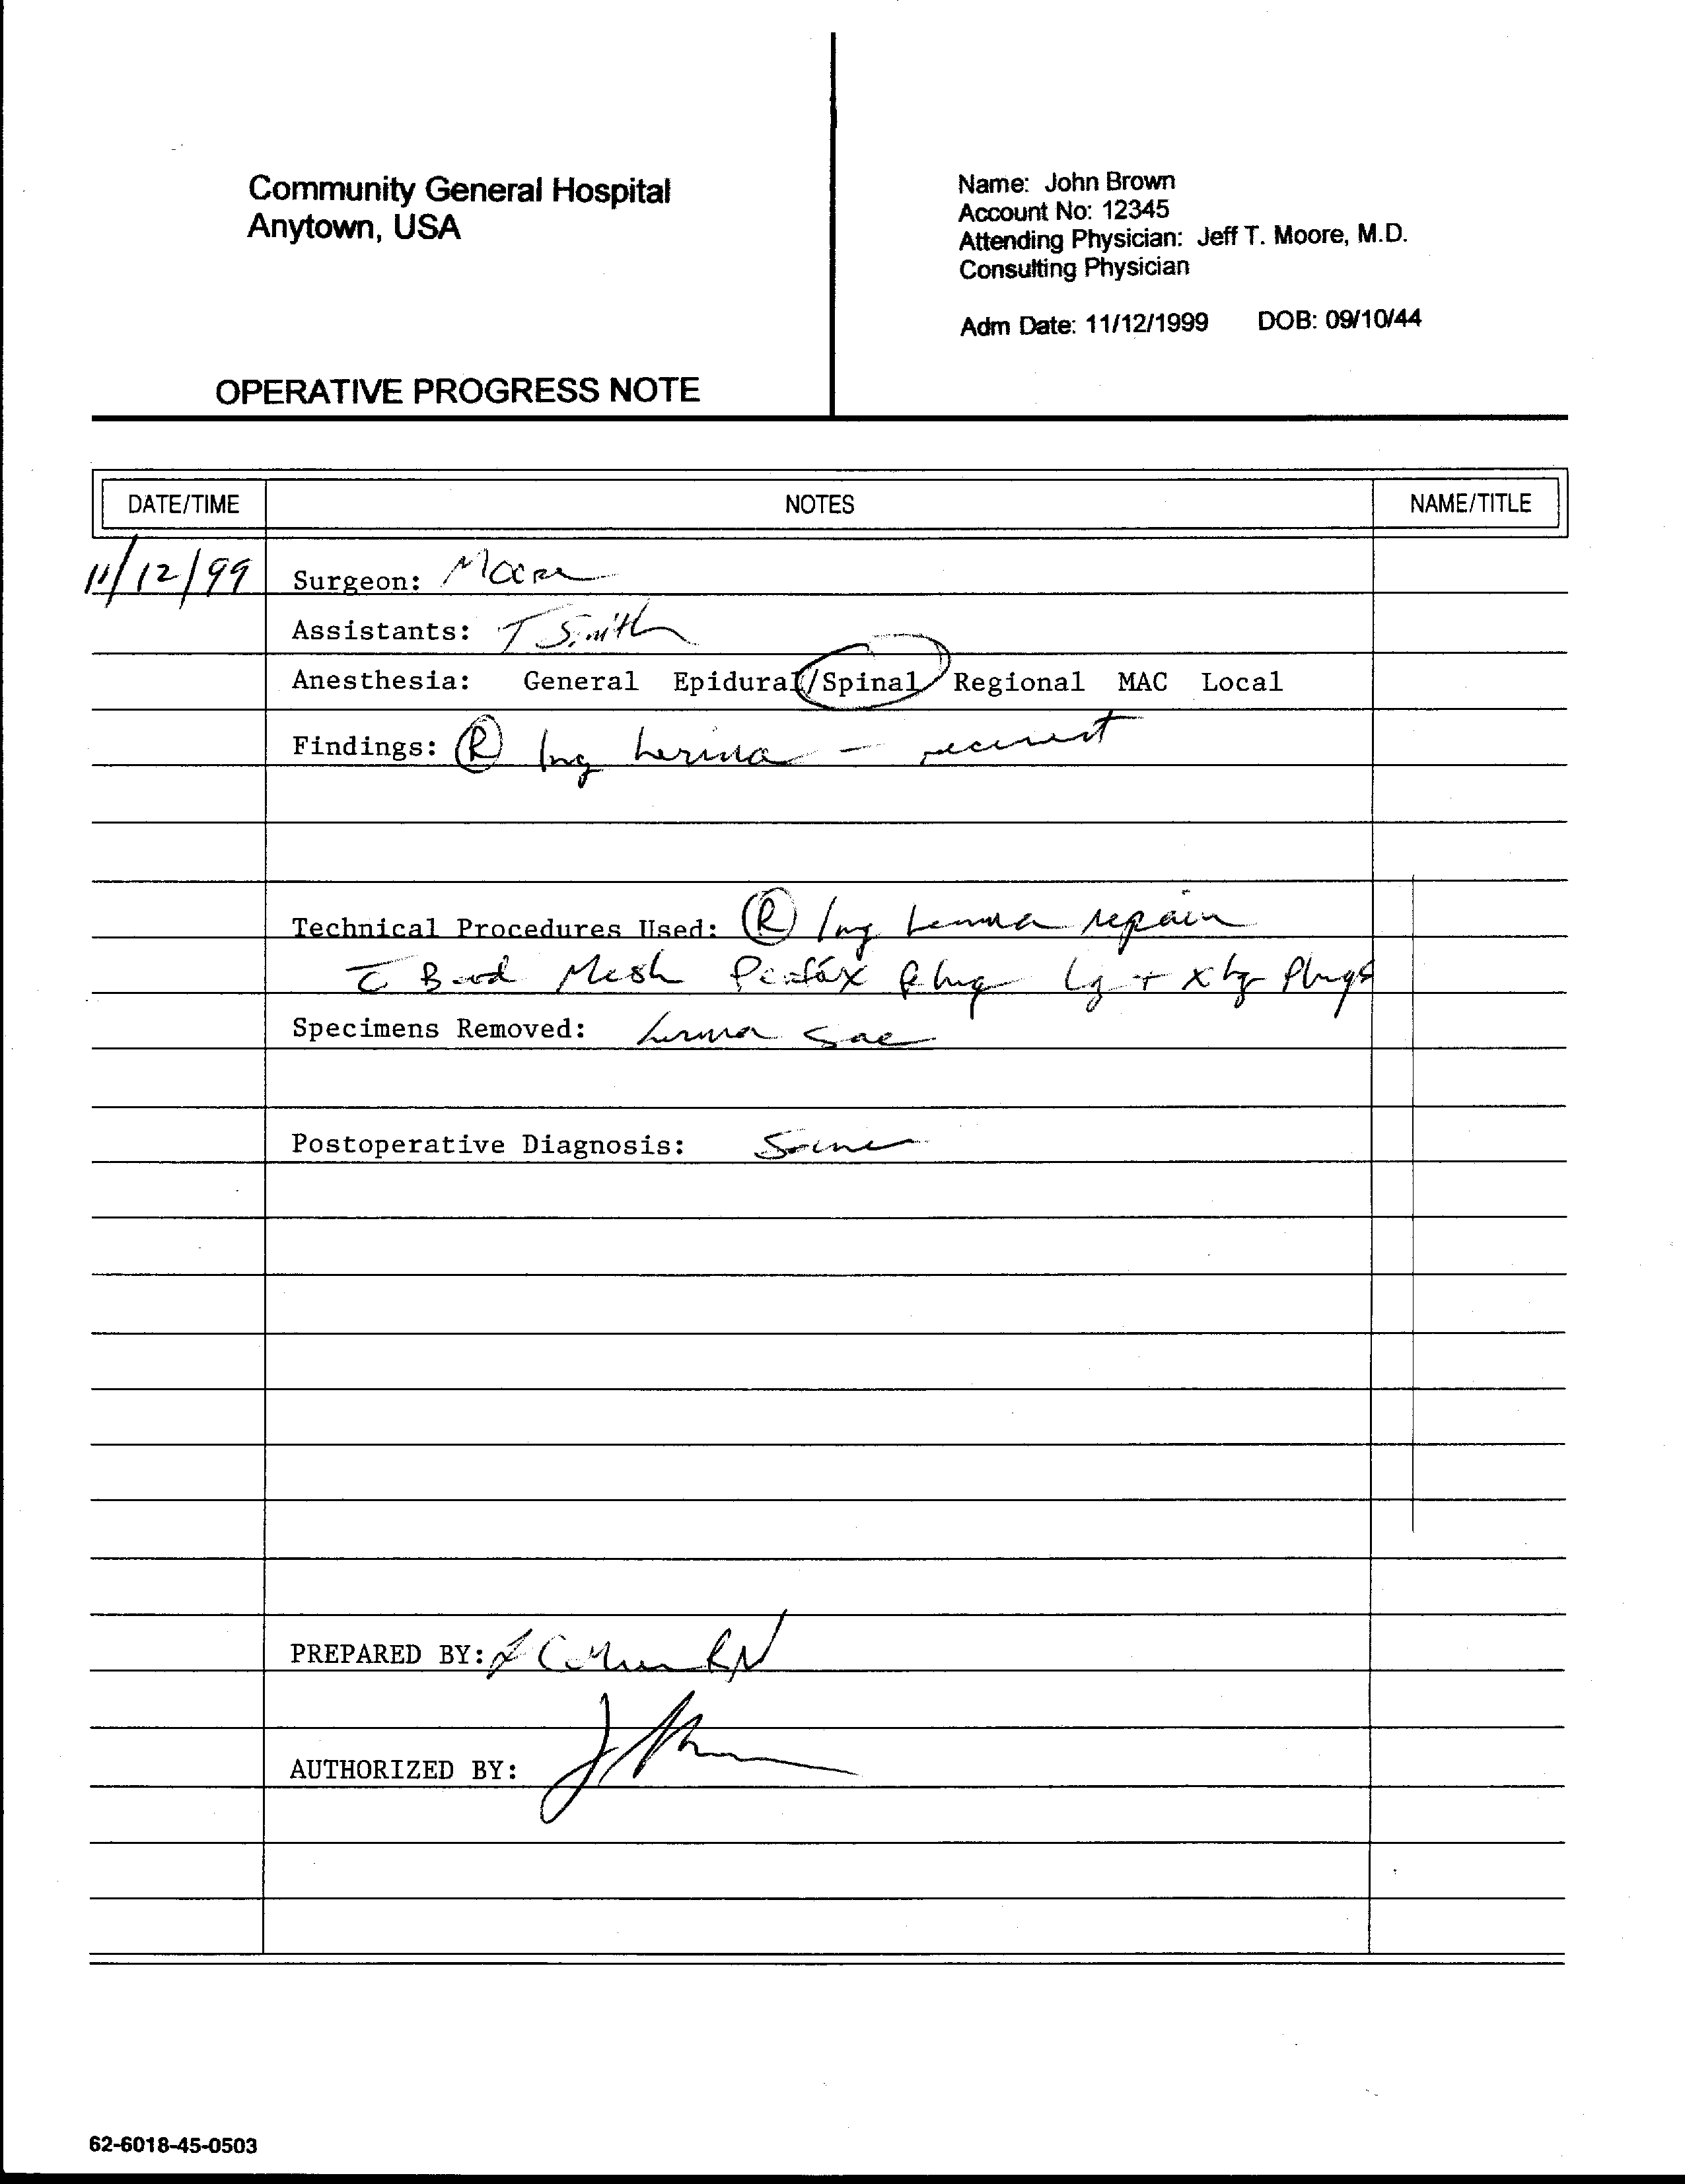 Community General Hospital
Anytown, USA
Name: John Brown
Account No: 12345
Attending Physician: Jeff T. Moore, M.D.
Consulting Physician
Adm Date: 11/12/1999 DOB: 09/10/44
OPERATIVE PROGRESS NOTE
DATE/TIME NOTES NAME/TITLE
11/12/99 Surgeon: Moore
Assistants: T Smith
Anesthesia: General Epidural/Spinal Regional MAC Local
Findings: R Ing hernia - recurrent
Technical Procedures Used: R Ing hernia repair
c̄ Bard Mesh Perfix Plug Lg + XLg Plugs
Specimens Removed: hernia sac
Postoperative Diagnosis: Same
PREPARED BY: RN
AUTHORIZED BY:
62-6018-45-0503